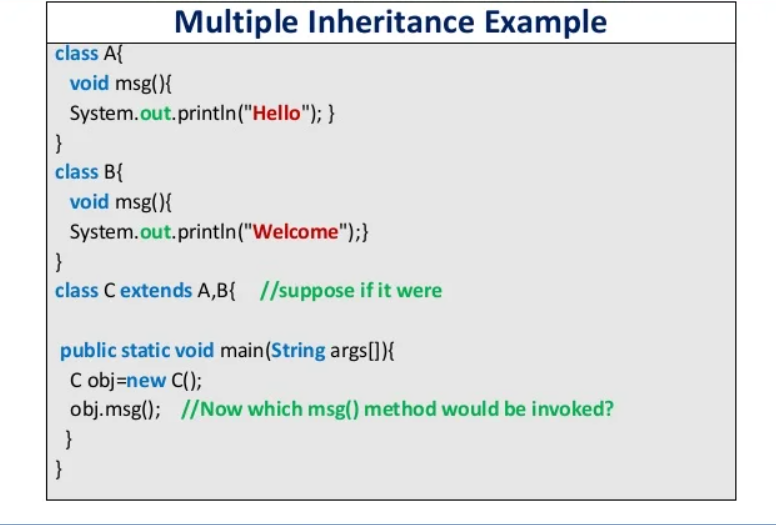 Multiple Inheritance Example
class A{
void msg(){
System.out.println("Hello"); }
}
class B{
void msg(){
System.out.println("Welcome");}
}
class C extends A,B{ //suppose if it were
public static void main(String args[]){
C obj=new C();
obj.msg(); //Now which msg() method would be invoked?
}
}